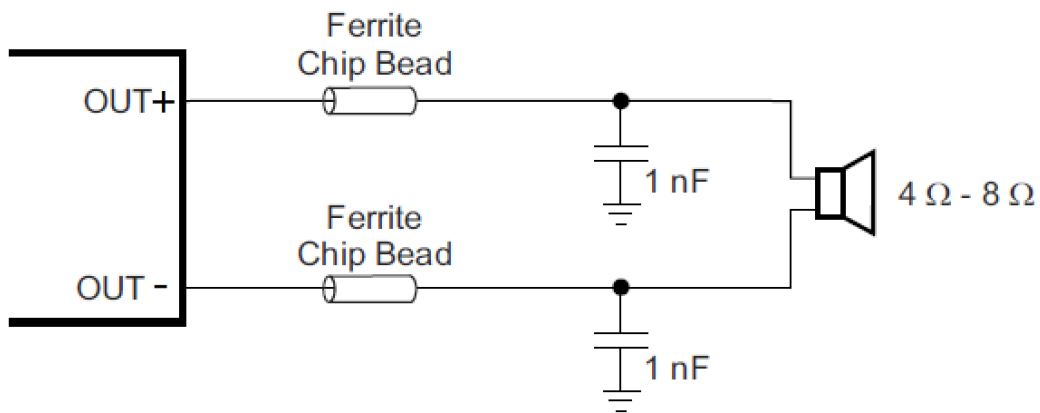 Ferrite
Chip Bead
OUT+
1 nF
4 Ω - 8 Ω
Ferrite
Chip Bead
OUT -
1 nF